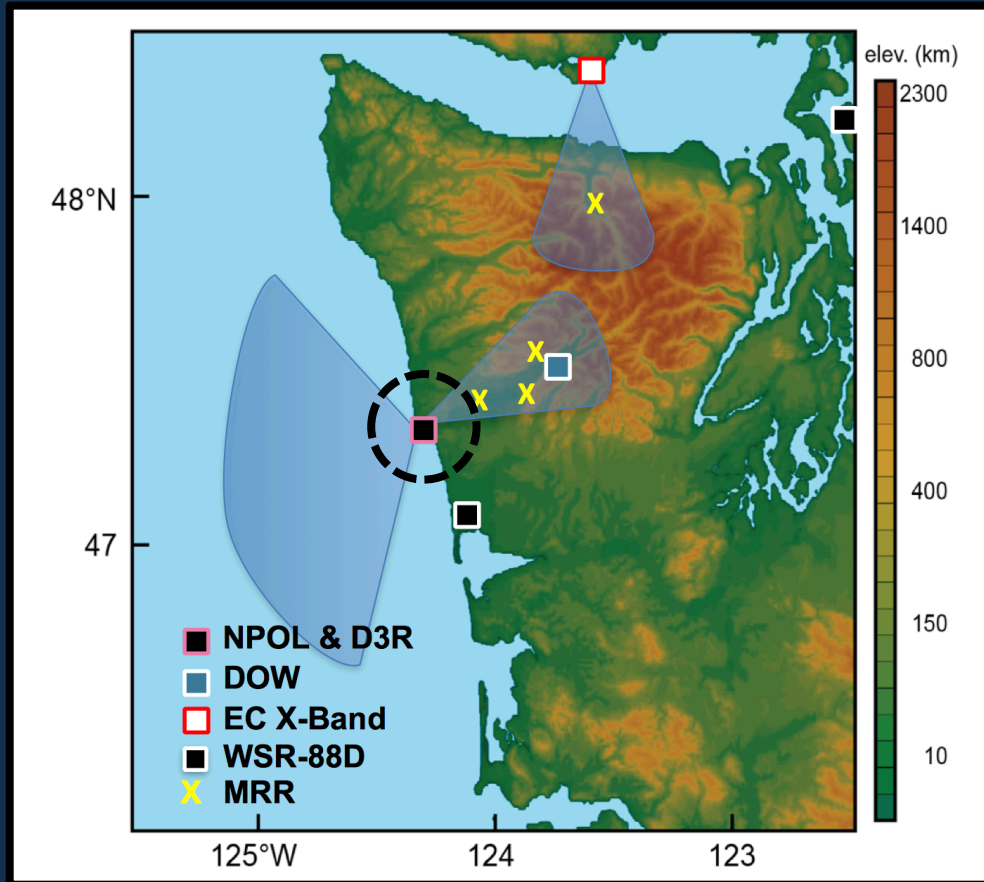 elev. (km)
2300
1400
800
400
150
10
48°N
47
NPOL & D3R
DOW
EC X-Band
WSR-88D
X MRR
125°W
124
123
X
X
X
X